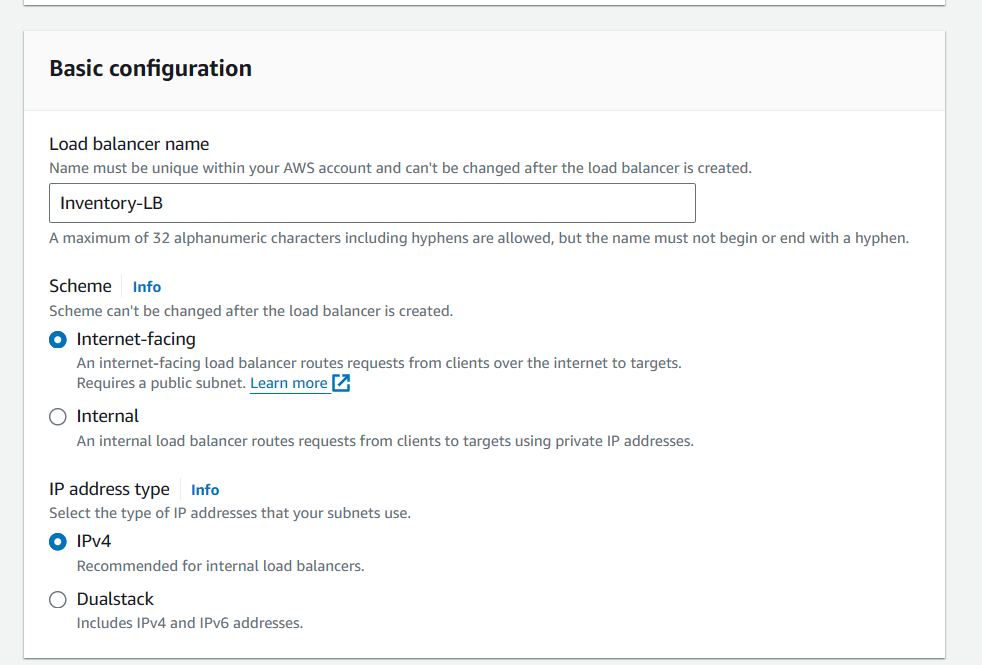 Basic configuration
Load balancer name
Name must be unique within your AWS account and can't be changed after the load balancer is created.
Inventory-LB
A maximum of 32 alphanumeric characters including hyphens are allowed, but the name must not begin or end with a hyphen.
Scheme Info
Scheme can't be changed after the load balancer is created.
Internet-facing
An internet-facing load balancer routes requests from clients over the internet to targets.
Requires a public subnet. Learn more
Internal
An internal load balancer routes requests from clients to targets using private IP addresses.
IP address type Info
Select the type of IP addresses that your subnets use.
IPv4
Recommended for internal load balancers.
Dualstack
Includes IPv4 and IPv6 addresses.